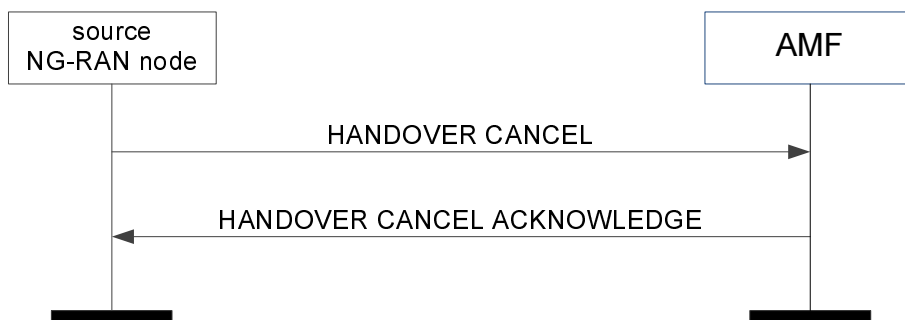 source
NG-RAN node
AMF
HANDOVER CANCEL
HANDOVER CANCEL ACKNOWLEDGE